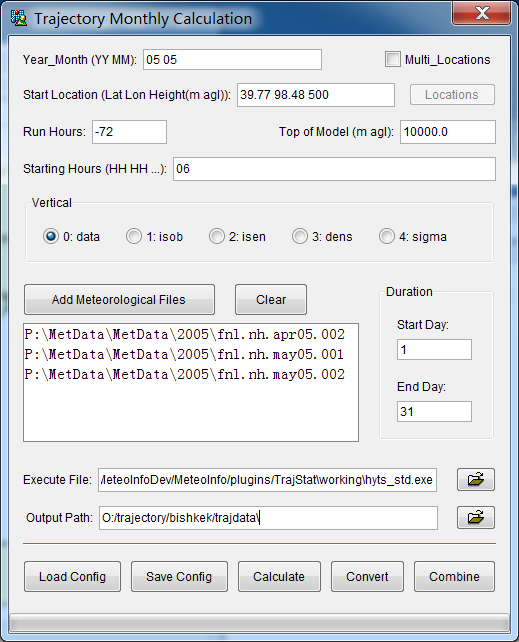 Trajectory Monthly Calculation
Year_Month (YY MM): 05 05 Multi_Locations
Start Location (Lat Lon Height(m agl)): 39.77 98.48 500 Locations
Run Hours: -72 Top of Model (m agl): 10000.0
Starting Hours (HH HH ...): 06
Vertical
0: data 1: isob 2: isen 3: dens 4: sigma
Add Meteorological Files Clear
Duration
P:\MetData\MetData\2005\fnl.nh.apr05.002
P:\MetData\MetData\2005\fnl.nh.may05.001
P:\MetData\MetData\2005\fnl.nh.may05.002
Start Day:
1
End Day:
31
Execute File: /MeteoInfoDev/MeteoInfo/plugins/TrajStat\working\hyts_std.exe
Output Path: O:/trajectory/bishkek/trajdata\
Load Config Save Config Calculate Convert Combine